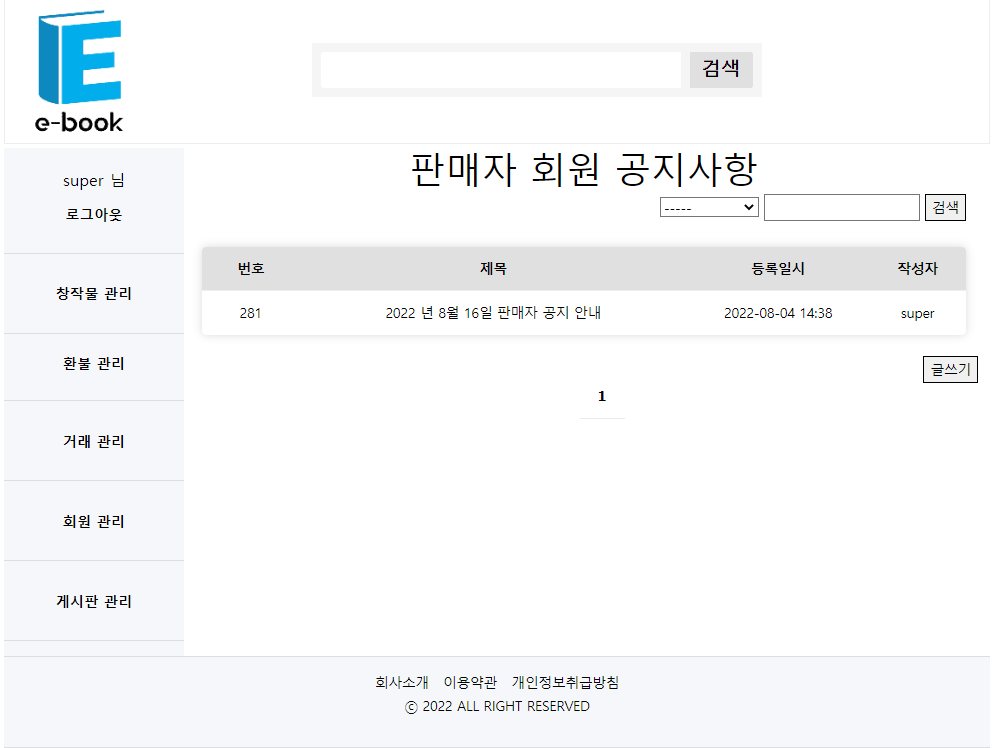 E
e-book
검색
super 님
로그아웃
창작물 관리
환불 관리
거래 관리
회원 관리
게시판 관리
판매자 회원 공지사항
----- 검색
번호 제목 등록일시 작성자
281 2022 년 8월 16일 판매자 공지 안내 2022-08-04 14:38 super
글쓰기
1
회사소개 이용약관 개인정보취급방침
ⓒ 2022 ALL RIGHT RESERVED